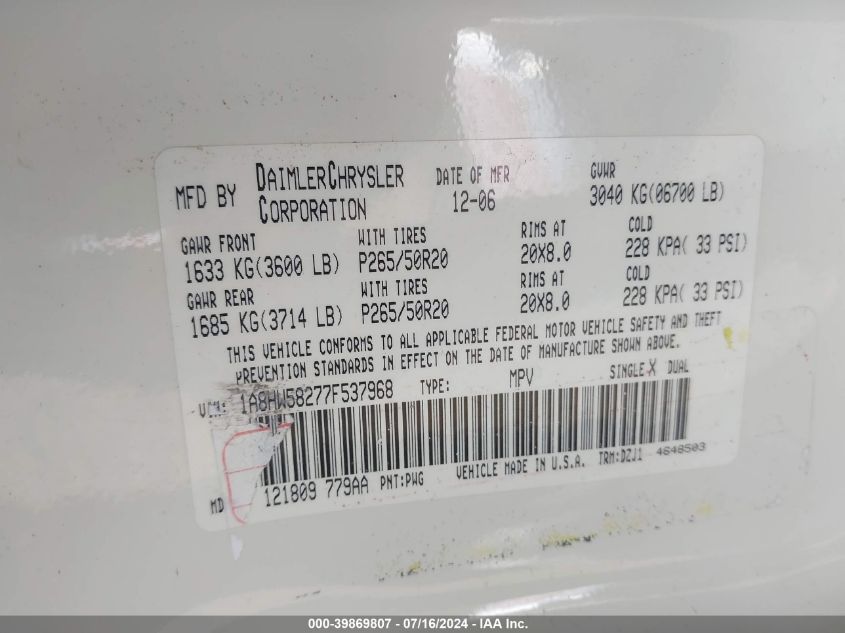 MFD BY DAIMLERCHRYSLER CORPORATION DATE OF MFR 12-06 GVWR 3040 KG(06700 LB)
GAWR FRONT WITH TIRES RIMS AT COLD
1633 KG(3600 LB) P265/50R20 20X8.0 228 KPA( 33 PSI)
GAWR REAR WITH TIRES RIMS AT COLD
1685 KG(3714 LB) P265/50R20 20X8.0 228 KPA( 33 PSI)
THIS VEHICLE CONFORMS TO ALL APPLICABLE FEDERAL MOTOR VEHICLE SAFETY AND THEFT
PREVENTION STANDARDS IN EFFECT ON THE DATE OF MANUFACTURE SHOWN ABOVE.
VIN: 1A8HW58277F537968 TYPE: MPV SINGLE X DUAL
MD 121809 779AA PNT:PWG VEHICLE MADE IN U.S.A. TRM:DZJ1 4648503
000-39869807 - 07/16/2024 - IAA Inc.